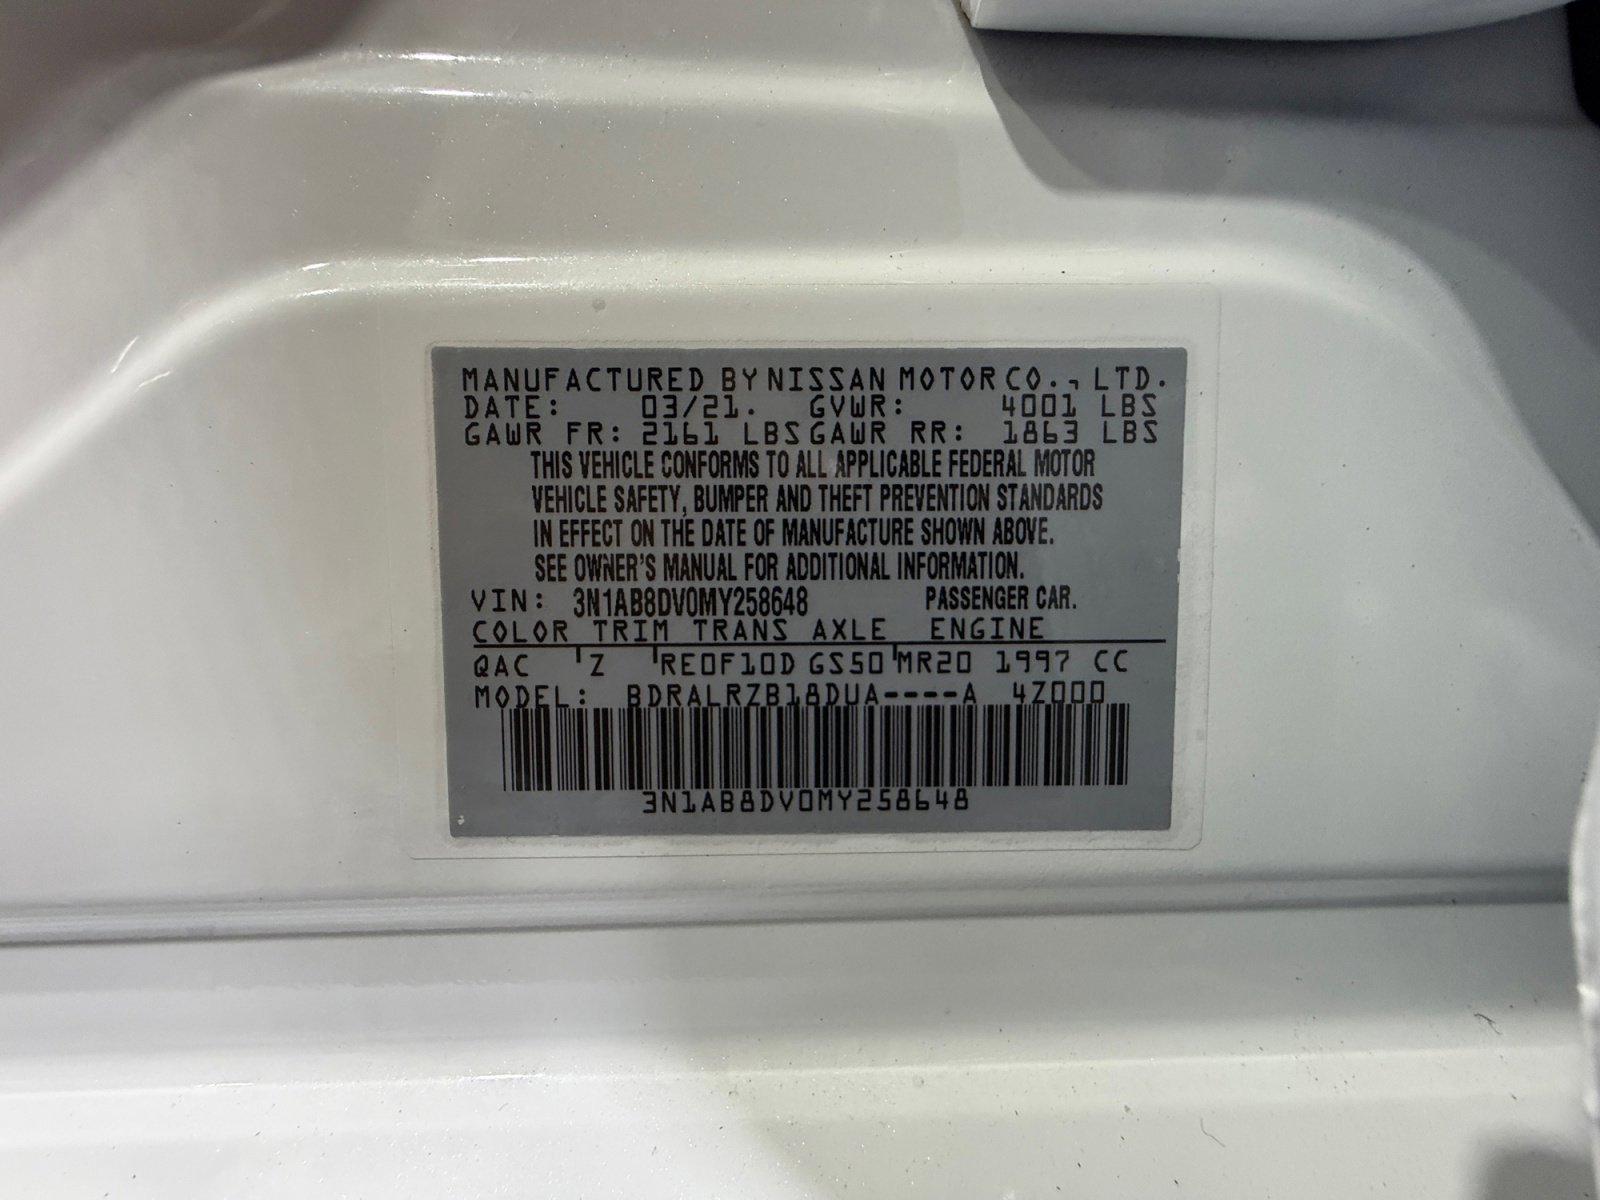 MANUFACTURED BY NISSAN MOTOR CO., LTD.
DATE: 03/21. GVWR: 4001 LBS
GAWR FR: 2161 LBS GAWR RR: 1863 LBS
THIS VEHICLE CONFORMS TO ALL APPLICABLE FEDERAL MOTOR
VEHICLE SAFETY, BUMPER AND THEFT PREVENTION STANDARDS
IN EFFECT ON THE DATE OF MANUFACTURE SHOWN ABOVE.
SEE OWNER'S MANUAL FOR ADDITIONAL INFORMATION.
VIN: 3N1AB8DV0MY258648 PASSENGER CAR.
COLOR TRIM TRANS AXLE ENGINE
QAC Z RE0F10D GS50 MR20 1997 CC
MODEL: BDRALRZB18DUA----A 4Z000
3N1AB8DV0MY258648